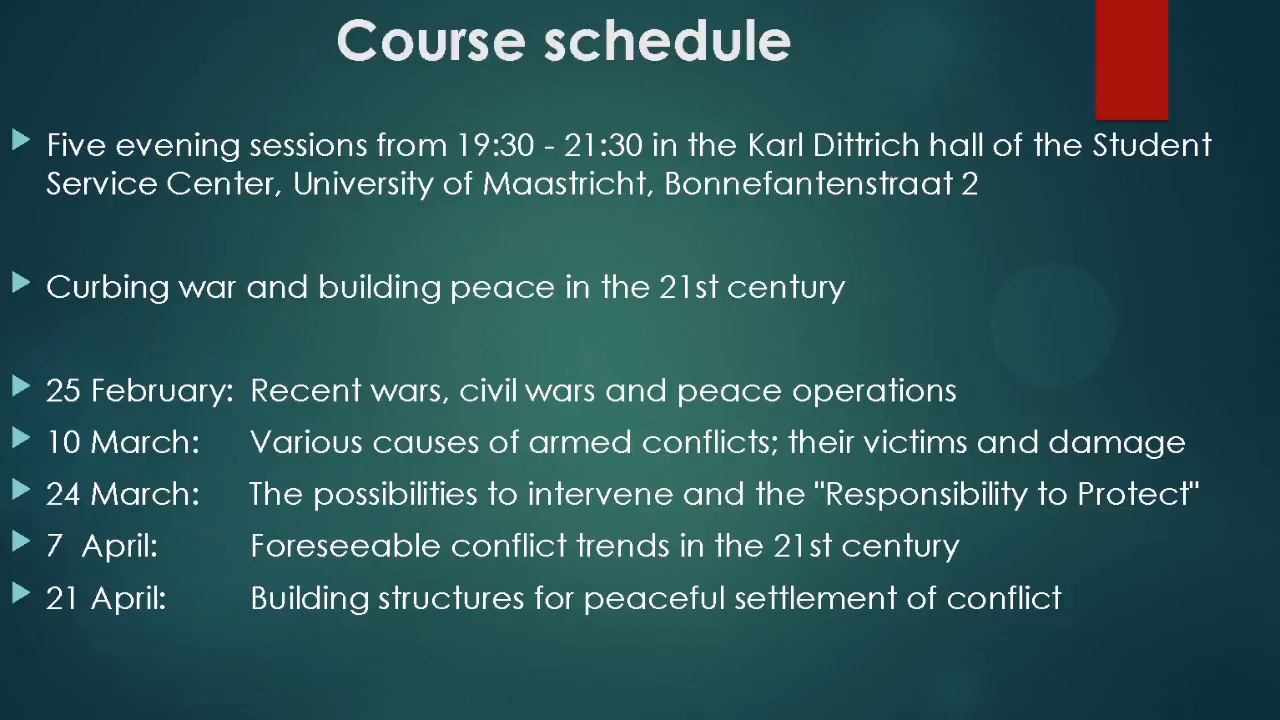 Course schedule
Five evening sessions from 19:30 - 21:30 in the Karl Dittrich hall of the Student
Service Center, University of Maastricht, Bonnefantenstraat 2
Curbing war and building peace in the 21st century
25 February: Recent wars, civil wars and peace operations
10 March: Various causes of armed conflicts; their victims and damage
24 March: The possibilities to intervene and the "Responsibility to Protect"
7 April: Foreseeable conflict trends in the 21st century
21 April: Building structures for peaceful settlement of conflict